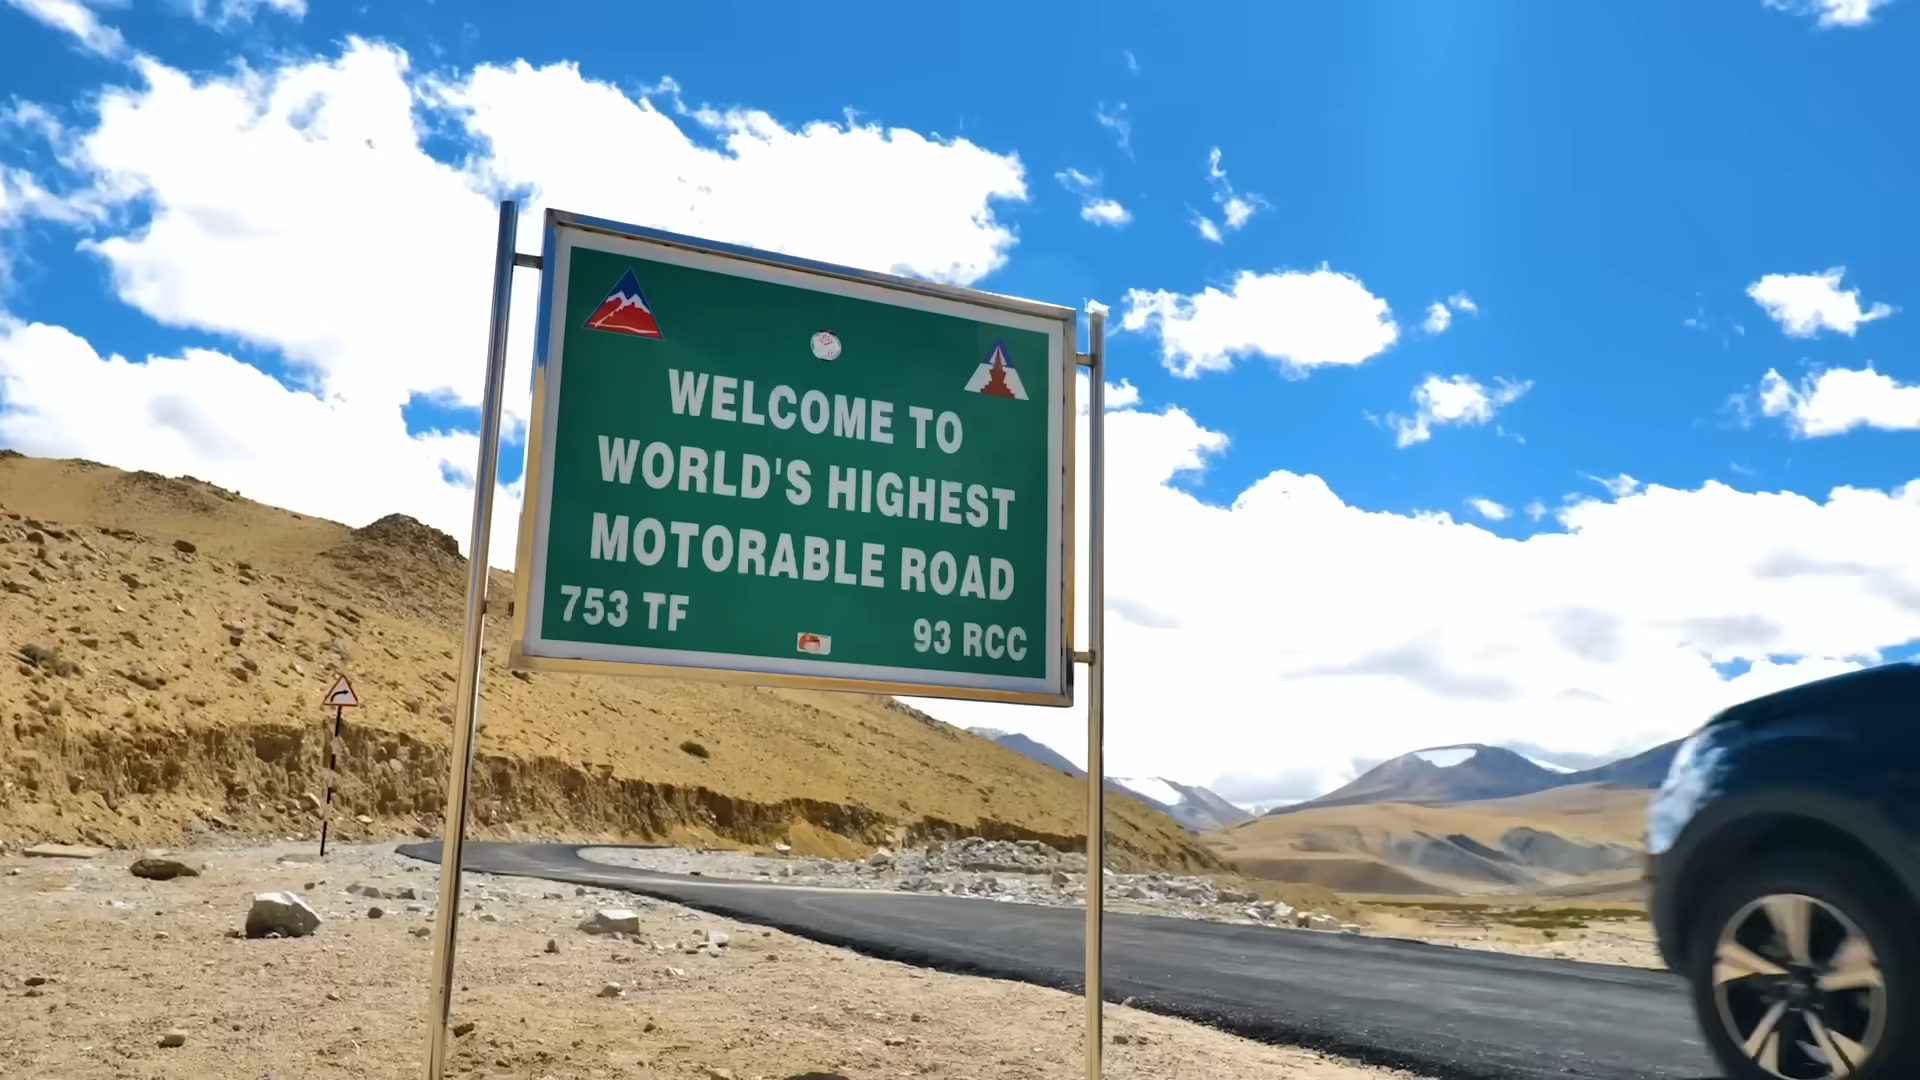 WELCOME TO
WORLD'S HIGHEST
MOTORABLE ROAD
753 TF
93 RCC